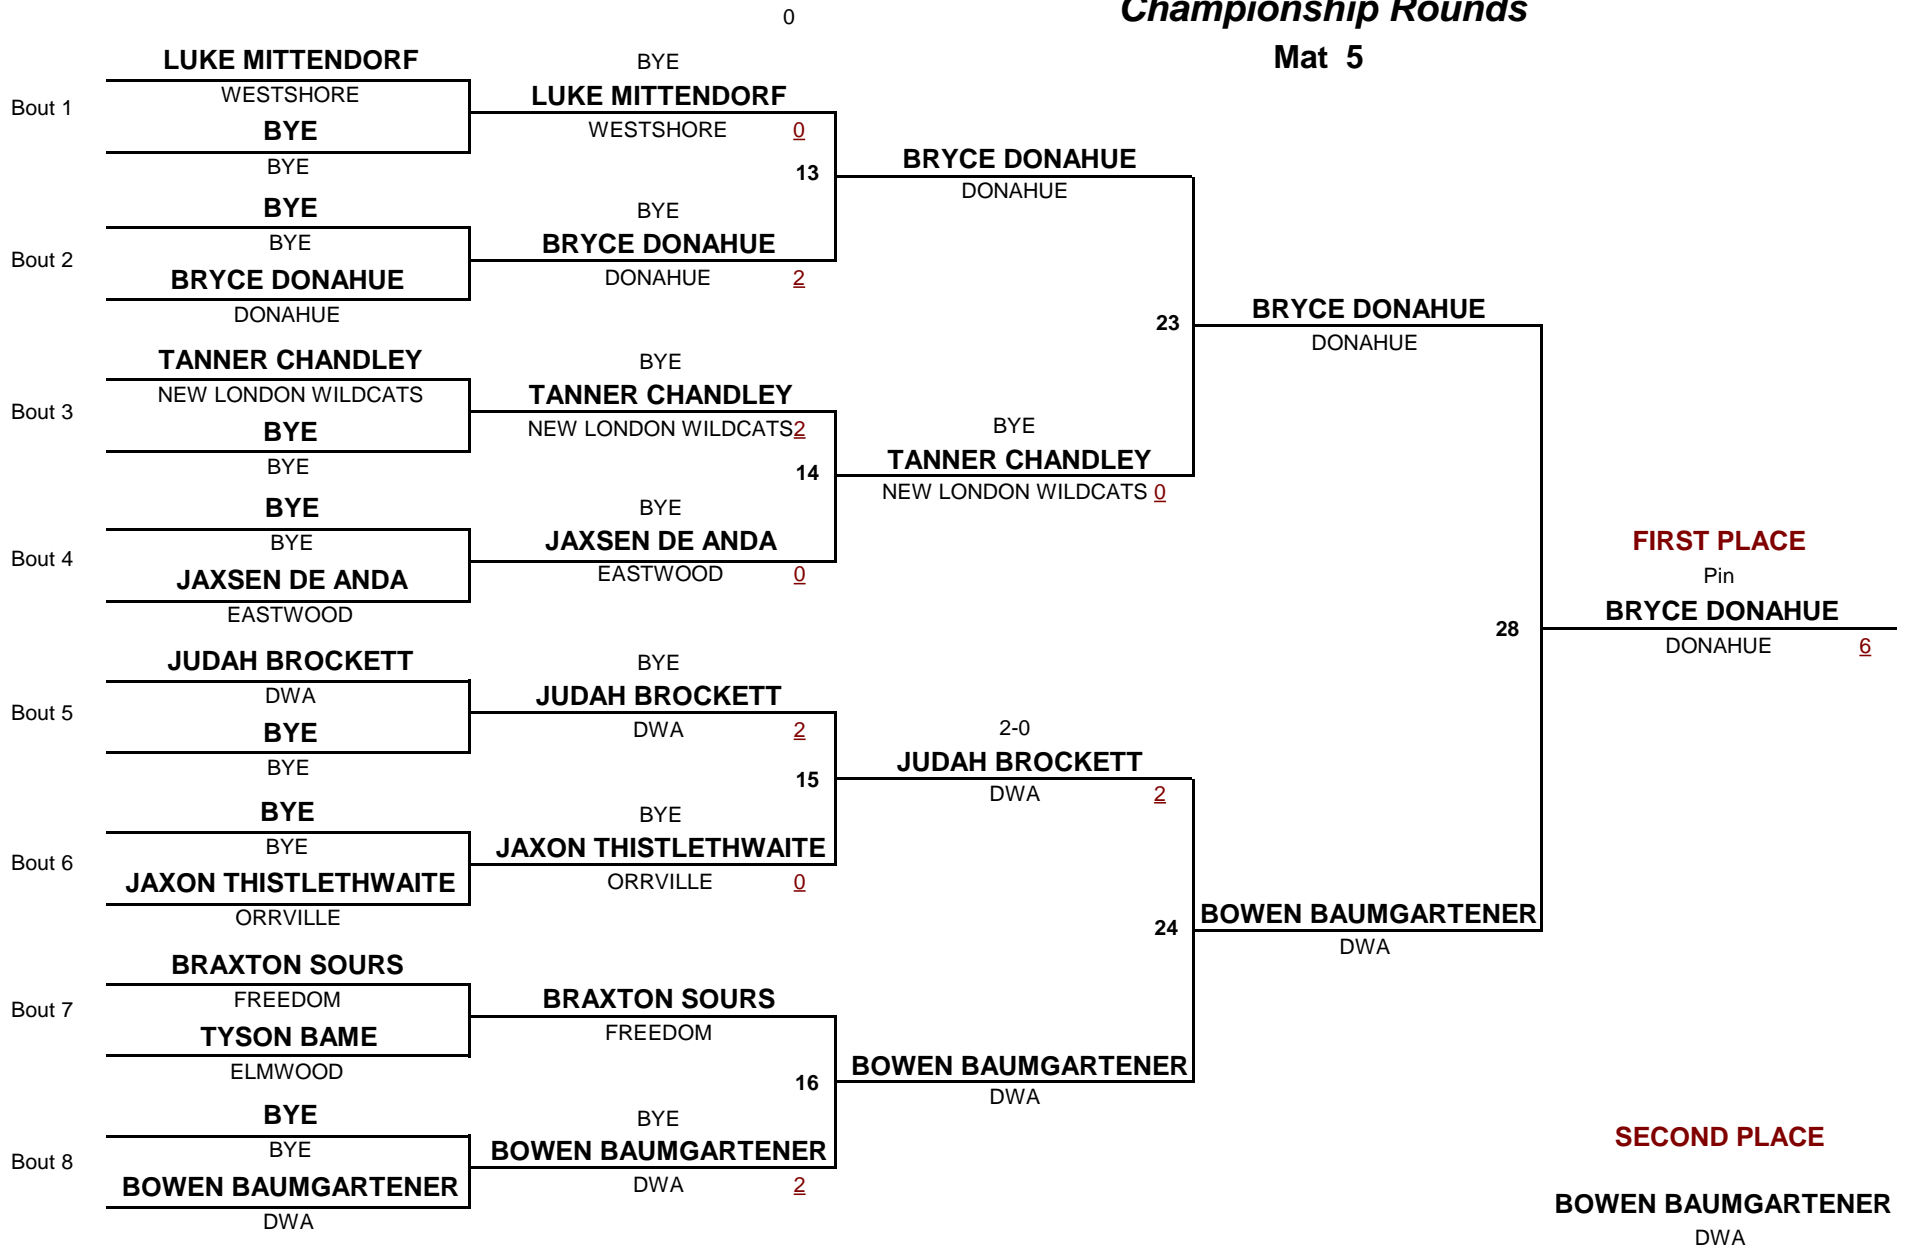 0
Championship Rounds
Mat 5
LUKE MITTENDORF
WESTSHORE
Bout 1
BYE
BYE
BYE
BYE
Bout 2
BRYCE DONAHUE
DONAHUE
TANNER CHANDLEY
NEW LONDON WILDCATS
Bout 3
BYE
BYE
BYE
BYE
Bout 4
JAXSEN DE ANDA
EASTWOOD
JUDAH BROCKETT
DWA
Bout 5
BYE
BYE
BYE
BYE
Bout 6
JAXON THISTLETHWAITE
ORRVILLE
BRAXTON SOURS
FREEDOM
Bout 7
TYSON BAME
ELMWOOD
BYE
BYE
Bout 8
BOWEN BAUMGARTENER
DWA
BYE
LUKE MITTENDORF
WESTSHORE 0
13
BYE
BRYCE DONAHUE
DONAHUE 2
BYE
TANNER CHANDLEY
NEW LONDON WILDCATS 2
14
BYE
JAXSEN DE ANDA
EASTWOOD 0
BYE
JUDAH BROCKETT
DWA 2
15
BYE
JAXON THISTLETHWAITE
ORRVILLE 0
BRAXTON SOURS
FREEDOM
16
BYE
BOWEN BAUMGARTENER
DWA 2
BRYCE DONAHUE
DONAHUE
23
BYE
TANNER CHANDLEY
NEW LONDON WILDCATS 0
2-0
JUDAH BROCKETT
DWA 2
24
BOWEN BAUMGARTENER
DWA
BRYCE DONAHUE
DONAHUE
28
BOWEN BAUMGARTENER
DWA
FIRST PLACE
Pin
BRYCE DONAHUE
DONAHUE 6
SECOND PLACE
BOWEN BAUMGARTENER
DWA